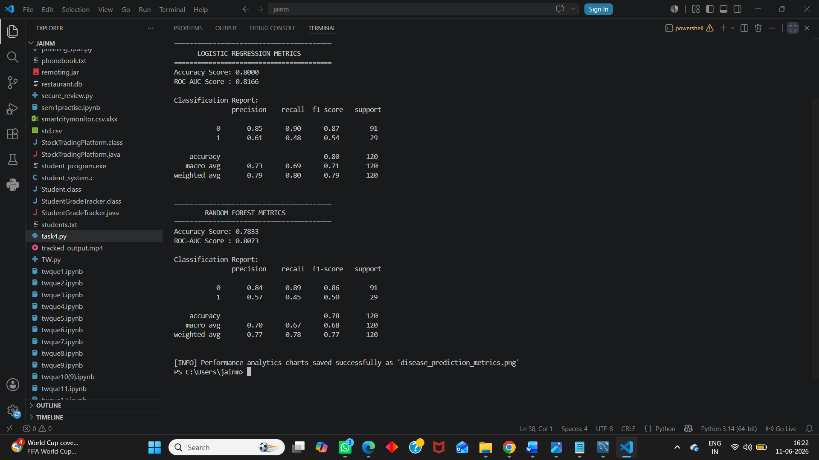 File Edit Selection View Go Run Terminal Help
jainm
Sign In
EXPLORER
PROBLEMS OUTPUT DEBUG CONSOLE TERMINAL
powershell
JAINM
phonebook.txt
remoting.jar
restaurant.db
secure_review.py
sem1practise.ipynb
smartcitymonitor.csv.xlsx
std.csv
StockTradingPlatform.class
StockTradingPlatform.java
student_program.exe
student_system.c
Student.class
StudentGradeTracker.class
StudentGradeTracker.java
students.txt
task4.py
tracked_output.mp4
TW.py
twque1.ipynb
twque2.ipynb
twque3.ipynb
twque4.ipynb
twque5.ipynb
twque6.ipynb
twque7.ipynb
twque8.ipynb
twque9.ipynb
twque10(9).ipynb
twque11.ipynb
OUTLINE
TIMELINE
========================================
LOGISTIC REGRESSION METRICS
========================================
Accuracy Score: 0.8000
ROC-AUC Score : 0.8166
Classification Report:
precision recall f1-score support
0 0.85 0.90 0.87 91
1 0.61 0.48 0.54 29
accuracy 0.80 120
macro avg 0.73 0.69 0.71 120
weighted avg 0.79 0.80 0.79 120
========================================
RANDOM FOREST METRICS
========================================
Accuracy Score: 0.7833
ROC-AUC Score : 0.8073
Classification Report:
precision recall f1-score support
0 0.84 0.89 0.86 91
1 0.57 0.45 0.50 29
accuracy 0.78 120
macro avg 0.70 0.67 0.68 120
weighted avg 0.77 0.78 0.77 120
[INFO] Performance analytics charts saved successfully as 'disease_prediction_metrics.png'
PS C:\Users\jainm>
0 0
Ln 38, Col 1 Spaces: 4 UTF-8 CRLF { } Python Python 3.14 (64-bit) Go Live
World Cup cove...
FIFA World Cup...
Search
ENG
IN
16:22
11-06-2026